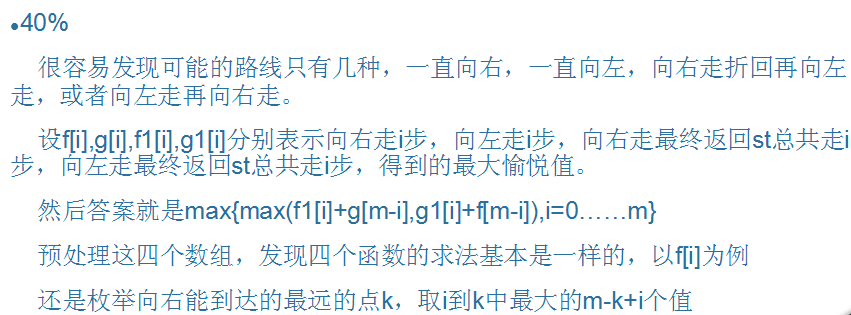 ●40%
很容易发现可能的路线只有几种，一直向右，一直向左，向右走折回再向左
走，或者向左走再向右走。
设f[i],g[i],f1[i],g1[i]分别表示向右走i步，向左走i步，向右走最终返回st总共走i
步，向左走最终返回st总共走i步，得到的最大愉悦值。
然后答案就是max{max(f1[i]+g[m-i],g1[i]+f[m-i]),i=0……m}
预处理这四个数组，发现四个函数的求法基本是一样的，以f[i]为例
还是枚举向右能到达的最远的点k，取i到k中最大的m-k+i个值